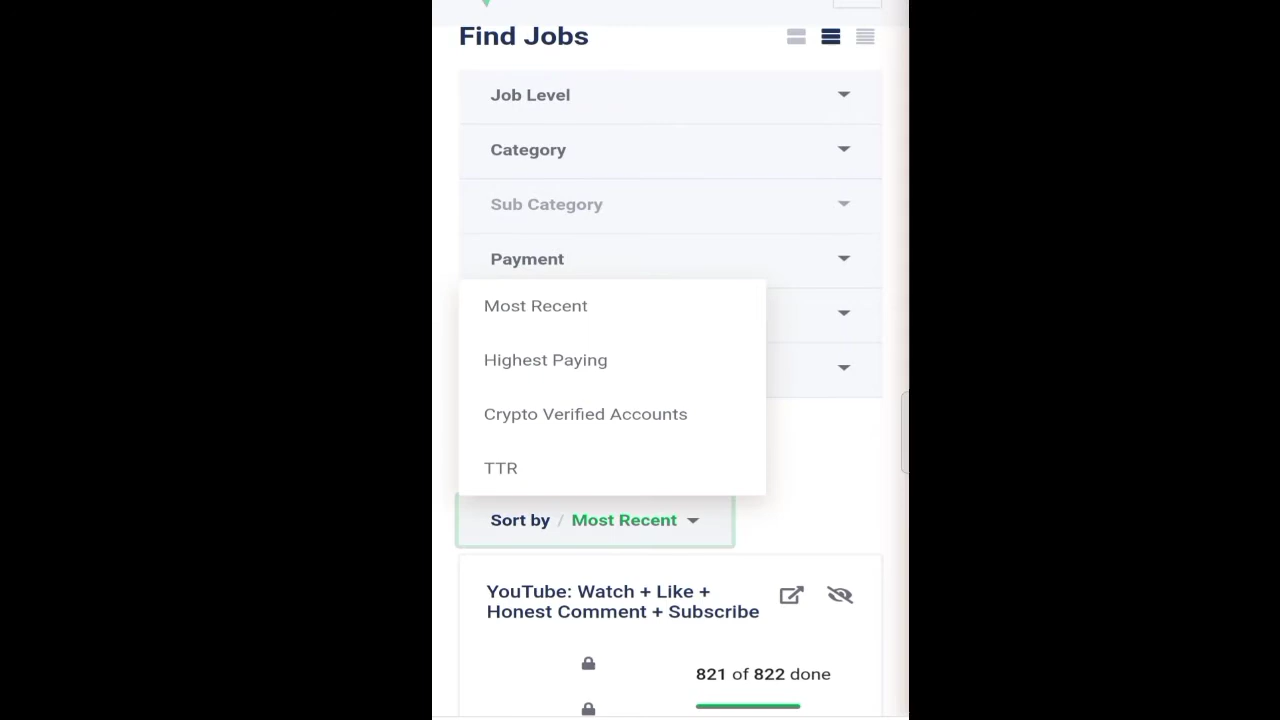 Find Jobs
Job Level
Category
Sub Category
Payment
Most Recent
Highest Paying
Crypto Verified Accounts
TTR
Sort by / Most Recent
YouTube: Watch + Like +
Honest Comment + Subscribe
821 of 822 done